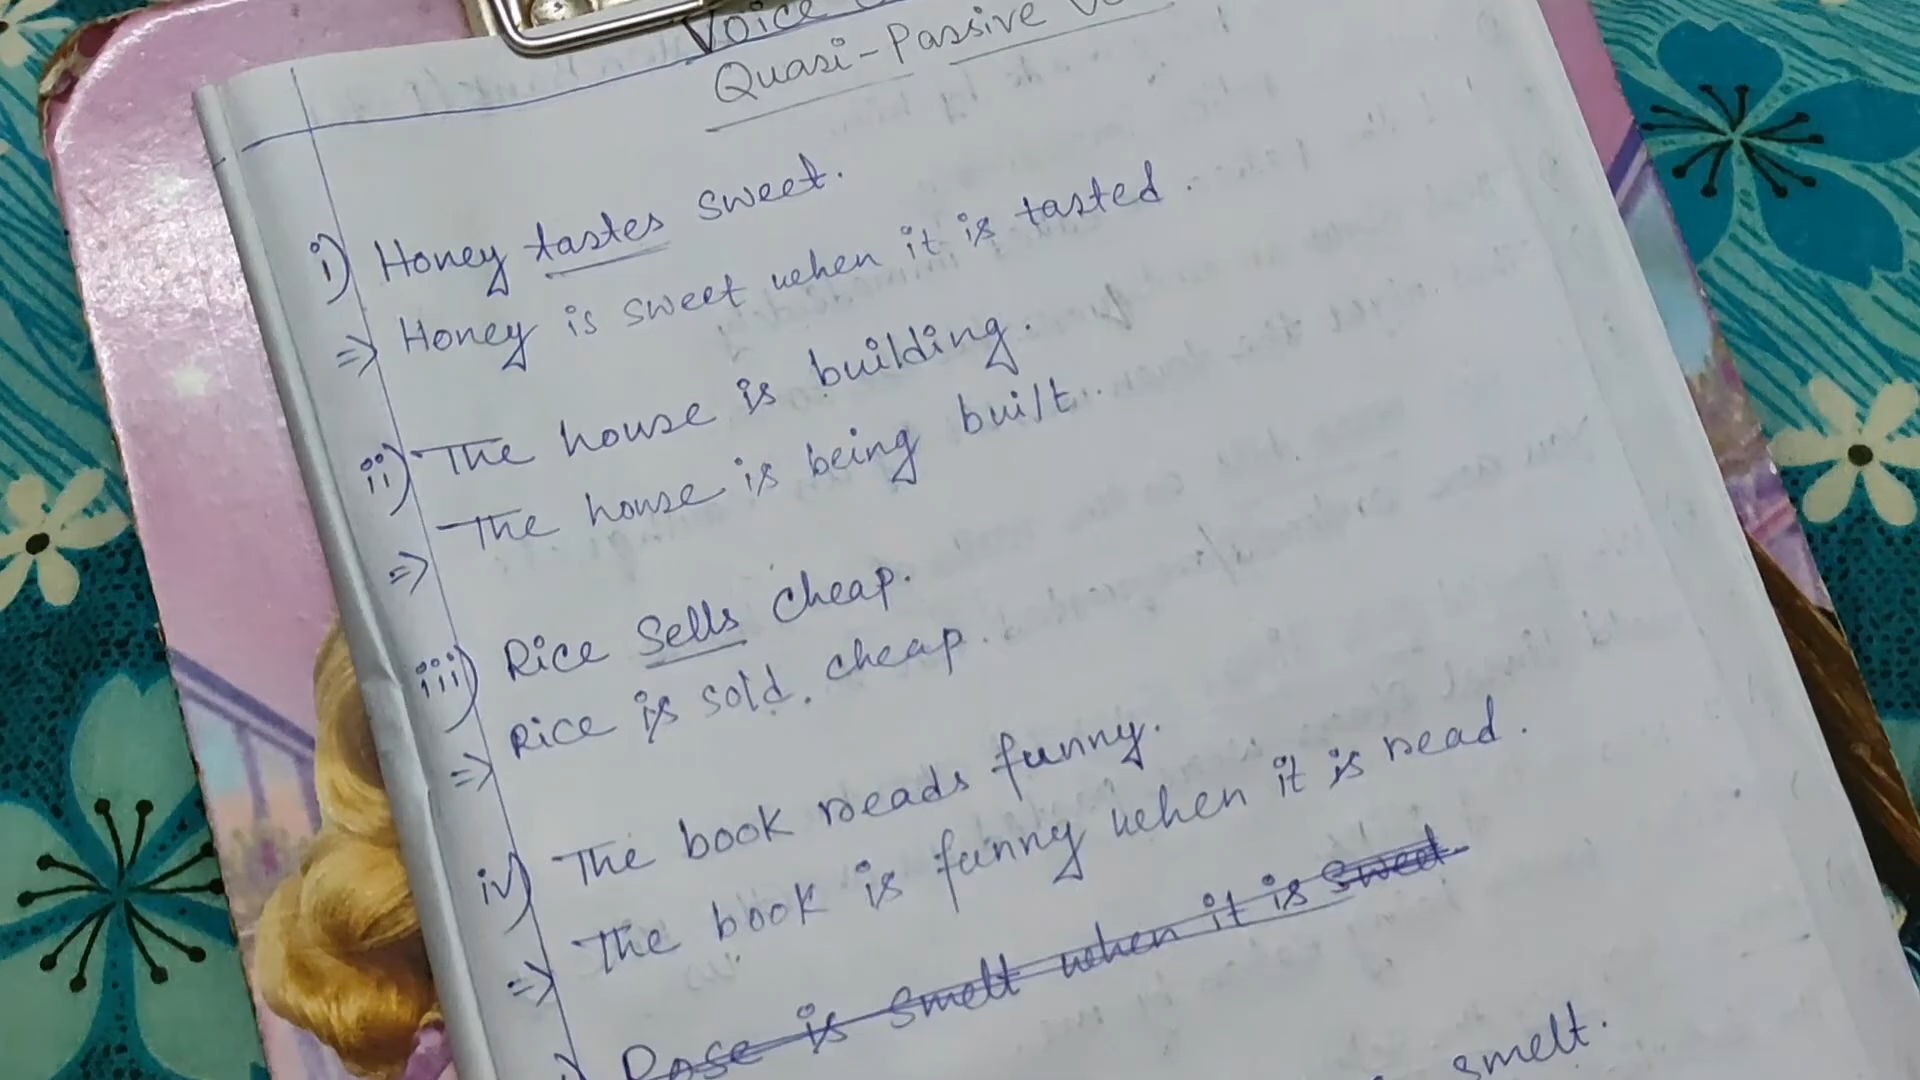 Voice
Quasi-Passive
i) Honey tastes sweet.
=> Honey is sweet when it is tasted.
ii) The house is building.
=> The house is being built.
iii) Rice sells cheap.
=> Rice is sold. cheap.
iv) The book reads funny.
=> The book is funny when it is read.
Rose is smelt when it is sweet.
smelt.